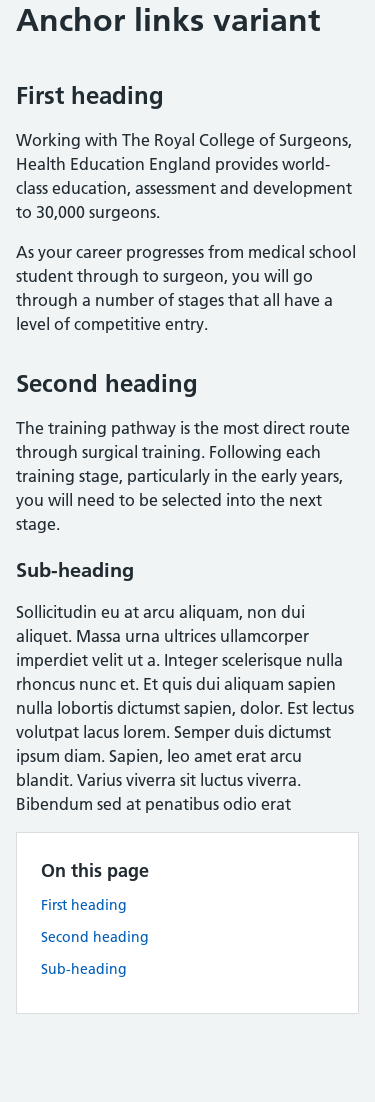 Anchor links variant
First heading
Working with The Royal College of Surgeons,
Health Education England provides world-
class education, assessment and development
to 30,000 surgeons.
As your career progresses from medical school
student through to surgeon, you will go
through a number of stages that all have a
level of competitive entry.
Second heading
The training pathway is the most direct route
through surgical training. Following each
training stage, particularly in the early years,
you will need to be selected into the next
stage.
Sub-heading
Sollicitudin eu at arcu aliquam, non dui
aliquet. Massa urna ultrices ullamcorper
imperdiet velit ut a. Integer scelerisque nulla
rhoncus nunc et. Et quis dui aliquam sapien
nulla lobortis dictumst sapien, dolor. Est lectus
volutpat lacus lorem. Semper duis dictumst
ipsum diam. Sapien, leo amet erat arcu
blandit. Varius viverra sit luctus viverra.
Bibendum sed at penatibus odio erat
On this page
First heading
Second heading
Sub-heading